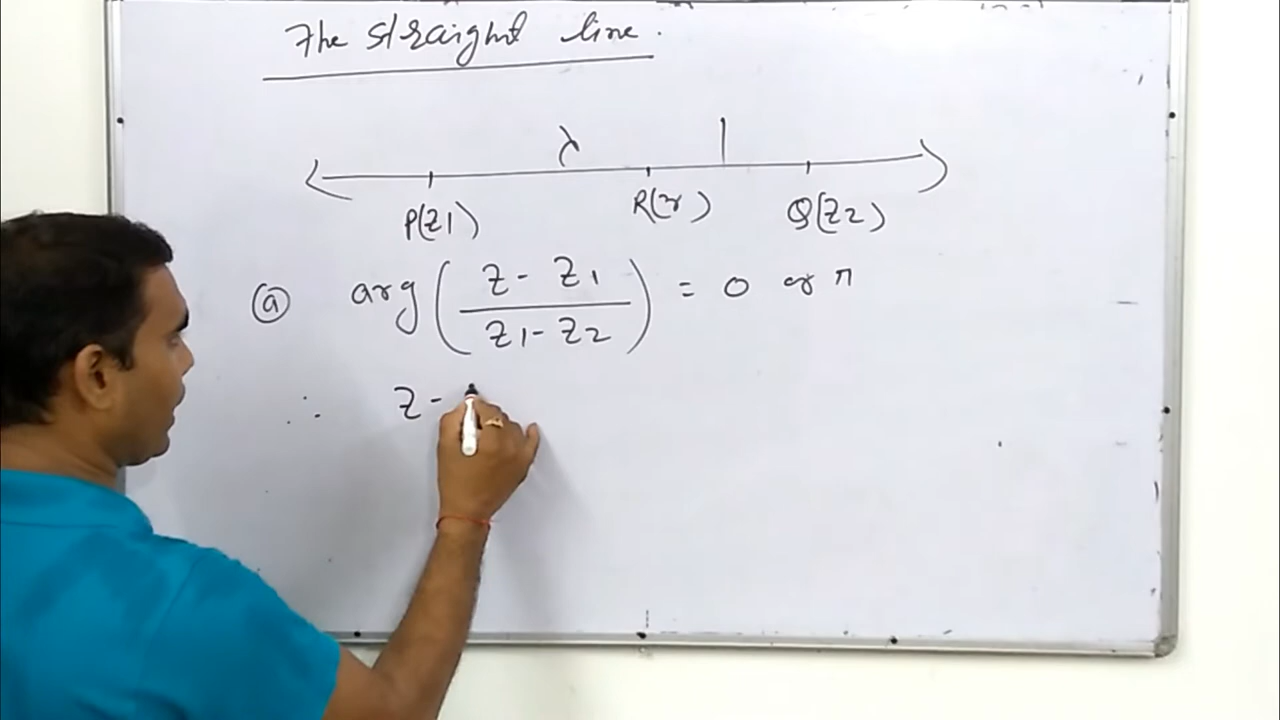 The straight line.
λ 1
P(Z1) R(z) Q(Z2)
(a) arg((Z - Z1)/(Z1 - Z2)) = 0 or π
∴ Z -